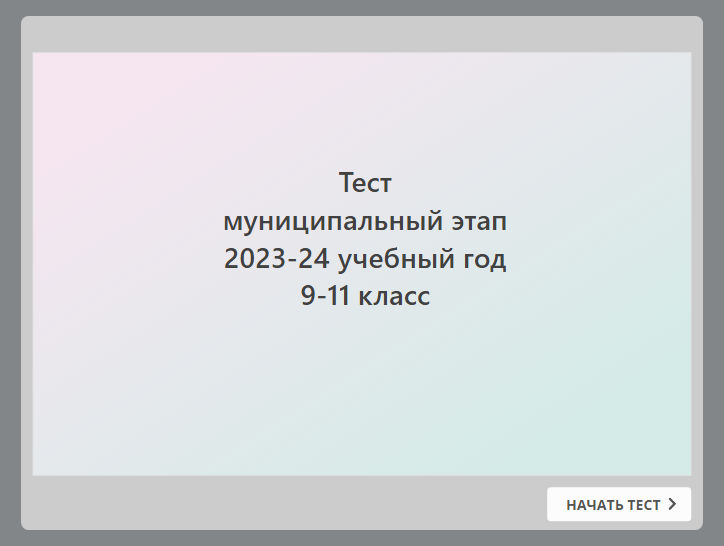 Тест
муниципальный этап
2023-24 учебный год
9-11 класс
НАЧАТЬ ТЕСТ